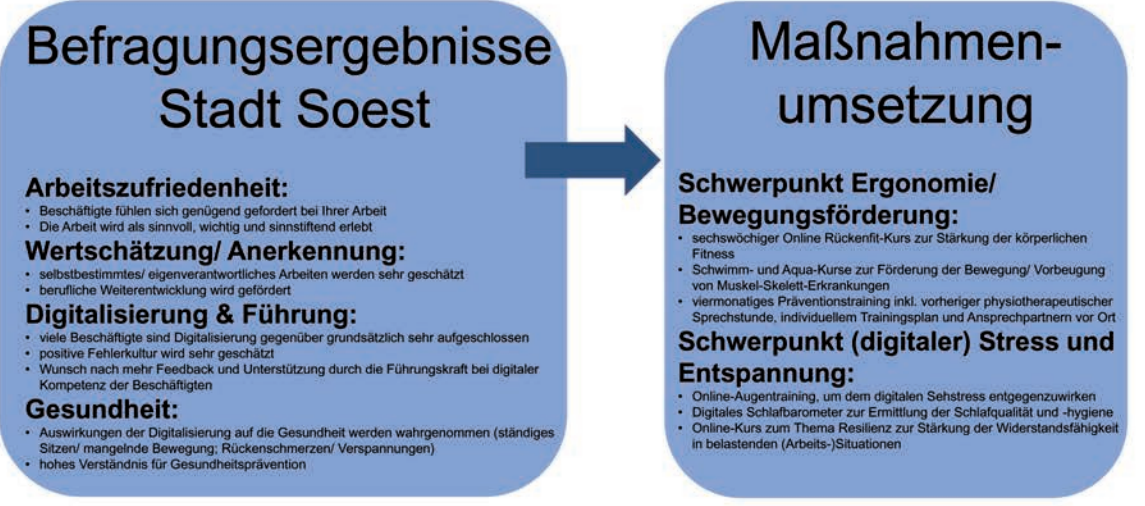 Befragungsergebnisse
Stadt Soest
Arbeitszufriedenheit:
• Beschäftigte fühlen sich genügend gefordert bei Ihrer Arbeit
• Die Arbeit wird als sinnvoll, wichtig und sinnstiftend erlebt
Wertschätzung/ Anerkennung:
• selbstbestimmtes/ eigenverantwortliches Arbeiten werden sehr geschätzt
• berufliche Weiterentwicklung wird gefördert
Digitalisierung & Führung:
• viele Beschäftigte sind Digitalisierung gegenüber grundsätzlich sehr aufgeschlossen
• positive Fehlerkultur wird sehr geschätzt
• Wunsch nach mehr Feedback und Unterstützung durch die Führungskraft bei digitaler
Kompetenz der Beschäftigten
Gesundheit:
• Auswirkungen der Digitalisierung auf die Gesundheit werden wahrgenommen (ständiges
Sitzen/ mangelnde Bewegung; Rückenschmerzen/ Verspannungen)
• hohes Verständnis für Gesundheitsprävention
Maßnahmen-
umsetzung
Schwerpunkt Ergonomie/
Bewegungsförderung:
• sechswöchiger Online Rückenfit-Kurs zur Stärkung der körperlichen
Fitness
• Schwimm- und Aqua-Kurse zur Förderung der Bewegung/ Vorbeugung
von Muskel-Skelett-Erkrankungen
• viermonatiges Präventionstraining inkl. vorheriger physiotherapeutischer
Sprechstunde, individuellem Trainingsplan und Ansprechpartnern vor Ort
Schwerpunkt (digitaler) Stress und
Entspannung:
• Online-Augentraining, um dem digitalen Sehstress entgegenzuwirken
• Digitales Schlafbarometer zur Ermittlung der Schlafqualität und -hygiene
• Online-Kurs zum Thema Resilienz zur Stärkung der Widerstandsfähigkeit
in belastenden (Arbeits-)Situationen